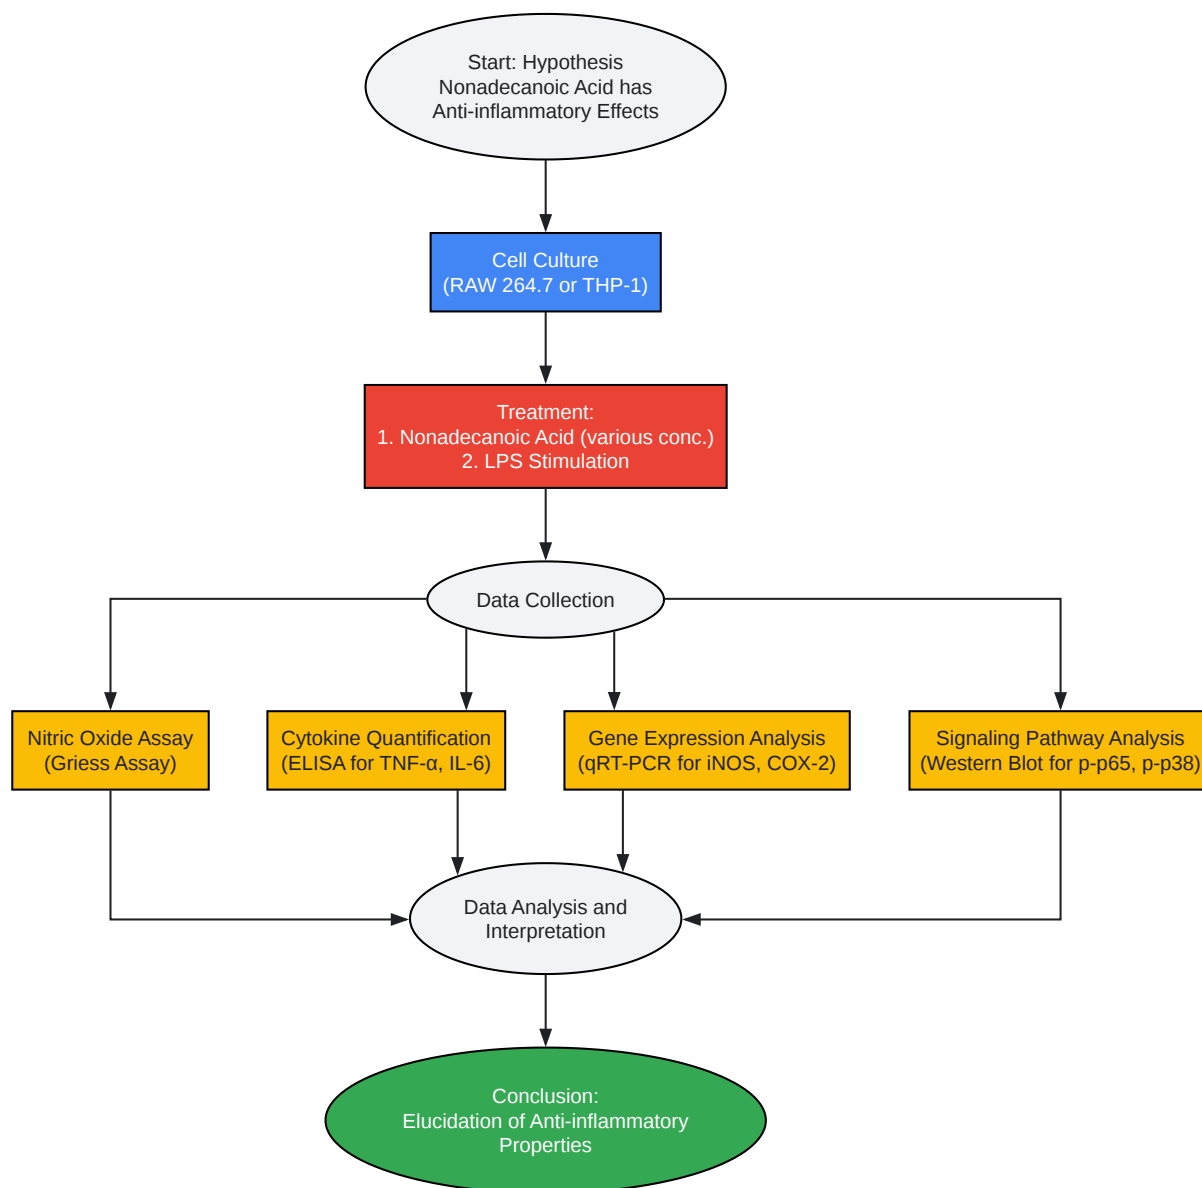 Start: Hypothesis
Nonadecanoic Acid has
Anti-inflammatory Effects
Cell Culture
(RAW 264.7 or THP-1)
Treatment:
1. Nonadecanoic Acid (various conc.)
2. LPS Stimulation
Data Collection
Nitric Oxide Assay
(Griess Assay)
Cytokine Quantification
(ELISA for TNF-α, IL-6)
Gene Expression Analysis
(qRT-PCR for iNOS, COX-2)
Signaling Pathway Analysis
(Western Blot for p-p65, p-p38)
Data Analysis and
Interpretation
Conclusion:
Elucidation of Anti-inflammatory
Properties